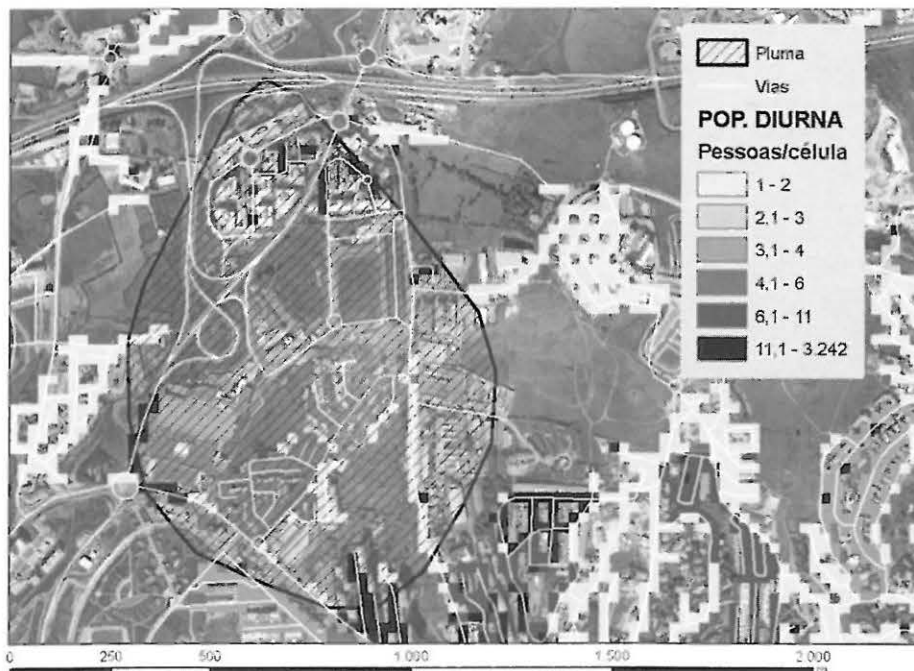 Pluma
Vias
POP. DIURNA
Pessoas/célula
1 - 2
2,1 - 3
3,1 - 4
4,1 - 6
6,1 - 11
11,1 - 3.242
0 250 500 1.000 1.500 2.000